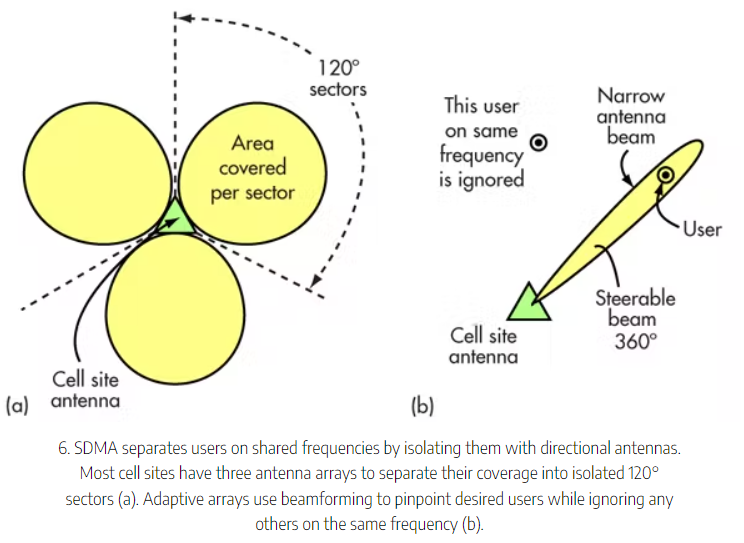 120°
sectors
Area
covered
per sector
Cell site
antenna
(a)
This user
on same
frequency
is ignored
Narrow
antenna
beam
User
Steerable
beam
360°
Cell site
antenna
(b)
6. SDMA separates users on shared frequencies by isolating them with directional antennas.
Most cell sites have three antenna arrays to separate their coverage into isolated 120°
sectors (a). Adaptive arrays use beamforming to pinpoint desired users while ignoring any
others on the same frequency (b).